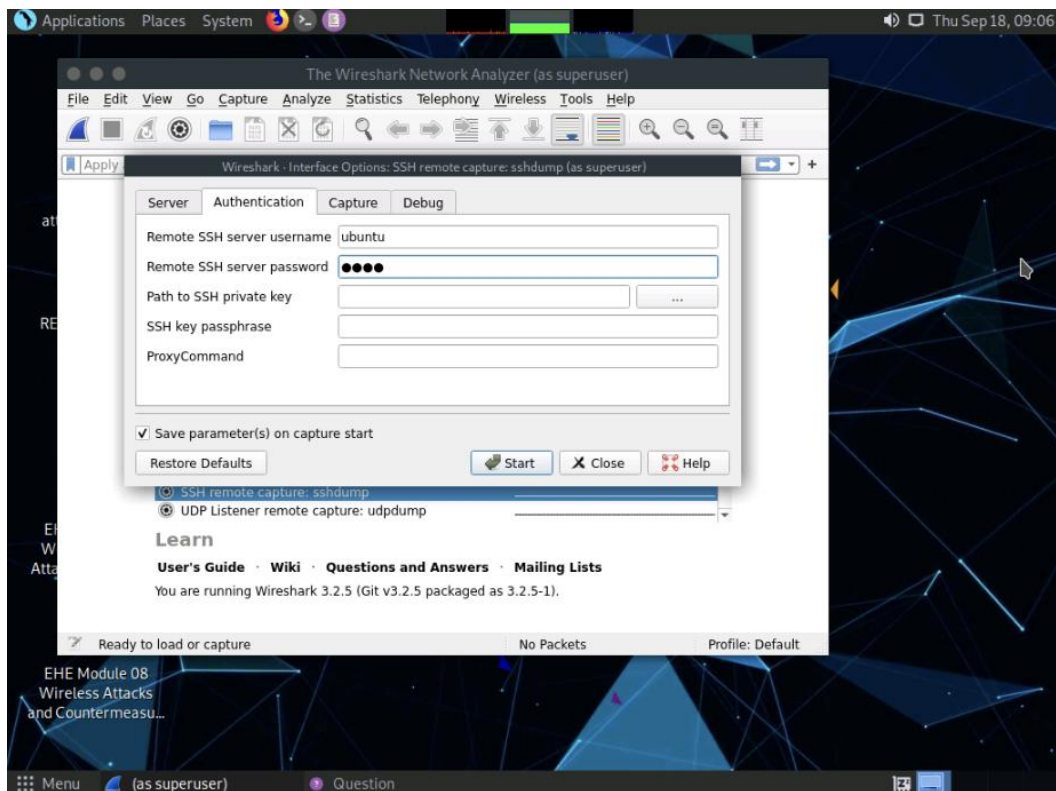 Applications Places System Thu Sep 18, 09:06
The Wireshark Network Analyzer (as superuser)
File Edit View Go Capture Analyze Statistics Telephony Wireless Tools Help
Apply
Wireshark · Interface Options: SSH remote capture: sshdump (as superuser)
Server Authentication Capture Debug
Remote SSH server username ubuntu
Remote SSH server password ●●●●
Path to SSH private key ...
SSH key passphrase
ProxyCommand
Save parameter(s) on capture start
Restore Defaults Start Close Help
SSH remote capture: sshdump
UDP Listener remote capture: udpdump
Learn
User's Guide · Wiki · Questions and Answers · Mailing Lists
You are running Wireshark 3.2.5 (Git v3.2.5 packaged as 3.2.5-1).
Ready to load or capture No Packets Profile: Default
EHE Module 08
Wireless Attacks
and Countermeasu...
Menu (as superuser) Question